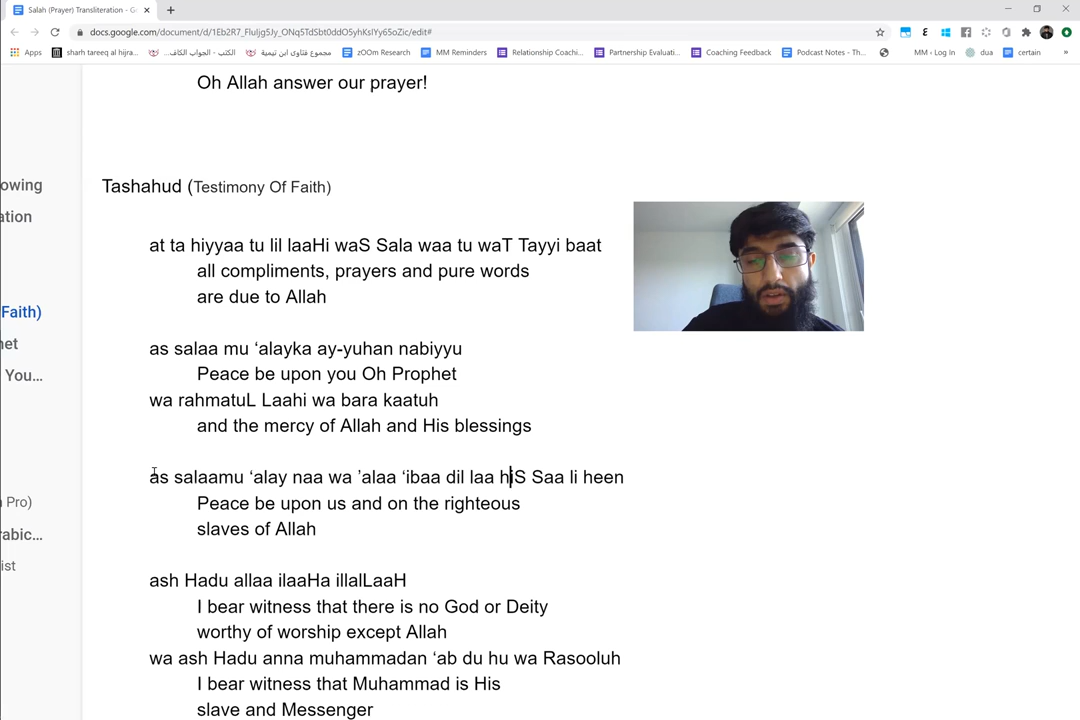 Salah (Prayer) Transliteration - G
docs.google.com/document/d/1Eb2R7_Fluljg5Jy_ONq5TdSbt0ddO5yhKsIYy65oZic/edit#
Apps sharh tareeq al hijra... الكتب - الجواب الكاف... مجموع فتاوى ابن تيمية zOOm Research MM Reminders Relationship Coachi... Partnership Evaluati... Coaching Feedback Podcast Notes - Th... MM - Log In dua certain »
Oh Allah answer our prayer!
owing
ation
Faith)
net
You...
Pro)
rabic...
ist
Tashahud (Testimony Of Faith)
at ta hiyyaa tu lil laaHi waS Sala waa tu waT Tayyi baat
all compliments, prayers and pure words
are due to Allah
as salaa mu ‘alayka ay-yuhan nabiyyu
Peace be upon you Oh Prophet
wa rahmatuL Laahi wa bara kaatuh
and the mercy of Allah and His blessings
as salaamu ‘alay naa wa ’alaa ‘ibaa dil laa hiS Saa li heen
Peace be upon us and on the righteous
slaves of Allah
ash Hadu allaa ilaaHa illalLaaH
I bear witness that there is no God or Deity
worthy of worship except Allah
wa ash Hadu anna muhammadan ‘ab du hu wa Rasooluh
I bear witness that Muhammad is His
slave and Messenger